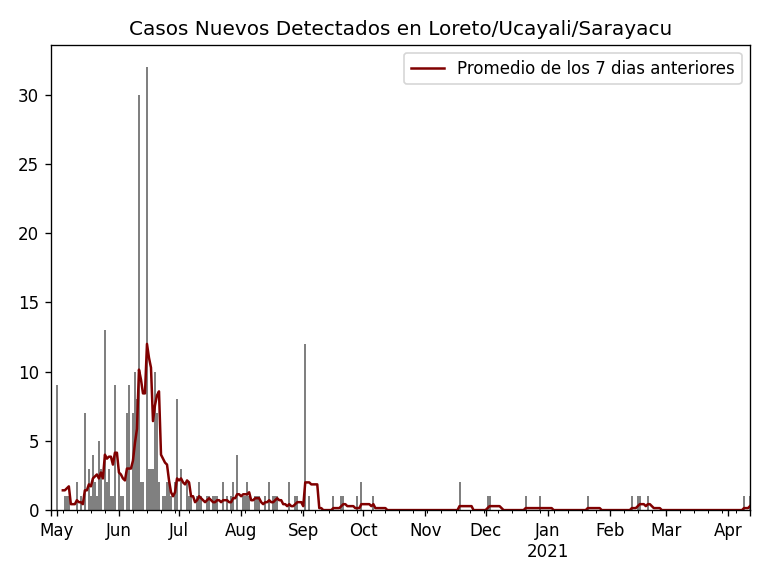 Casos Nuevos Detectados en Loreto/Ucayali/Sarayacu
Promedio de los 7 dias anteriores
30
25
20
15
10
5
0
May Jun Jul Aug Sep Oct Nov Dec Jan Feb Mar Apr
2021